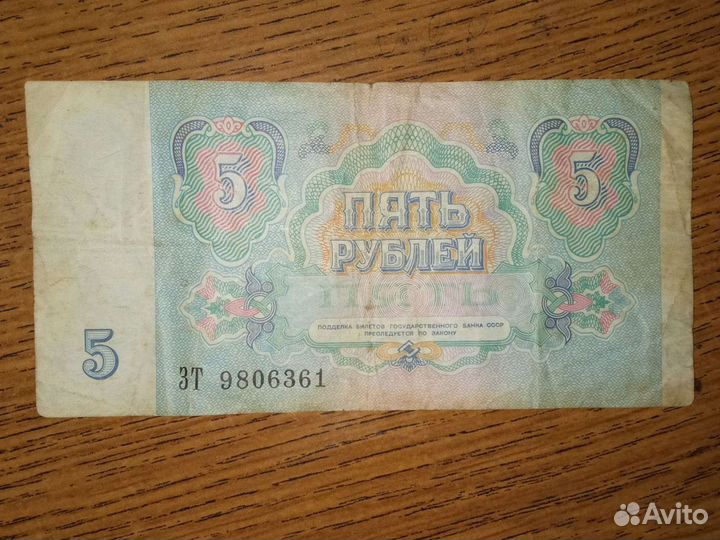 5
5
ПЯТЬ
РУБЛЕЙ
ПОДДЕЛКА БИЛЕТОВ ГОСУДАРСТВЕННОГО БАНКА СССР
ПРЕСЛЕДУЕТСЯ ПО ЗАКОНУ
5
ЗТ 9806361
Avito